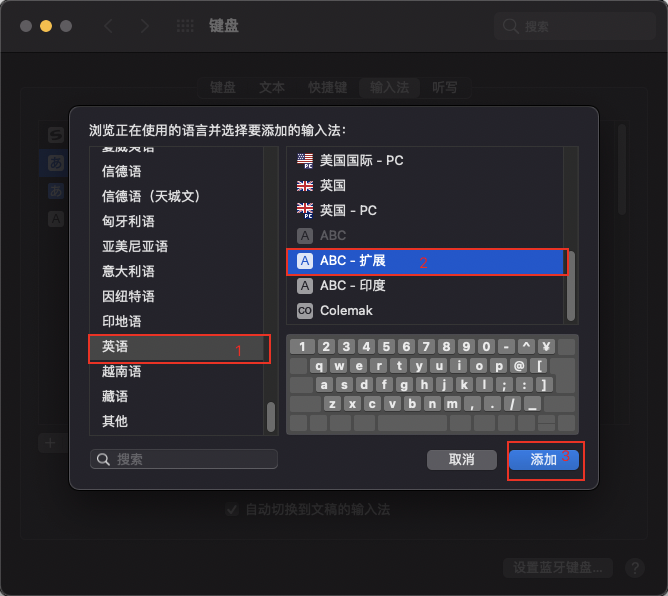 键盘
搜索
键盘 文本 快捷键 输入法 听写
浏览正在使用的语言并选择要添加的输入法：
夏威夷语
信德语
信德语（天城文）
匈牙利语
亚美尼亚语
意大利语
因纽特语
印地语
英语
1
越南语
藏语
其他
美国国际 - PC
英国
英国 - PC
ABC
ABC - 扩展
2
ABC - 印度
Colemak
1 2 3 4 5 6 7 8 9 0 - ^ ¥
q w e r t y u i o p @ [
a s d f g h j k l ; : ]
z x c v b n m , . / _
搜索
取消
添加
3
自动切换到文稿的输入法
设置蓝牙键盘...
?